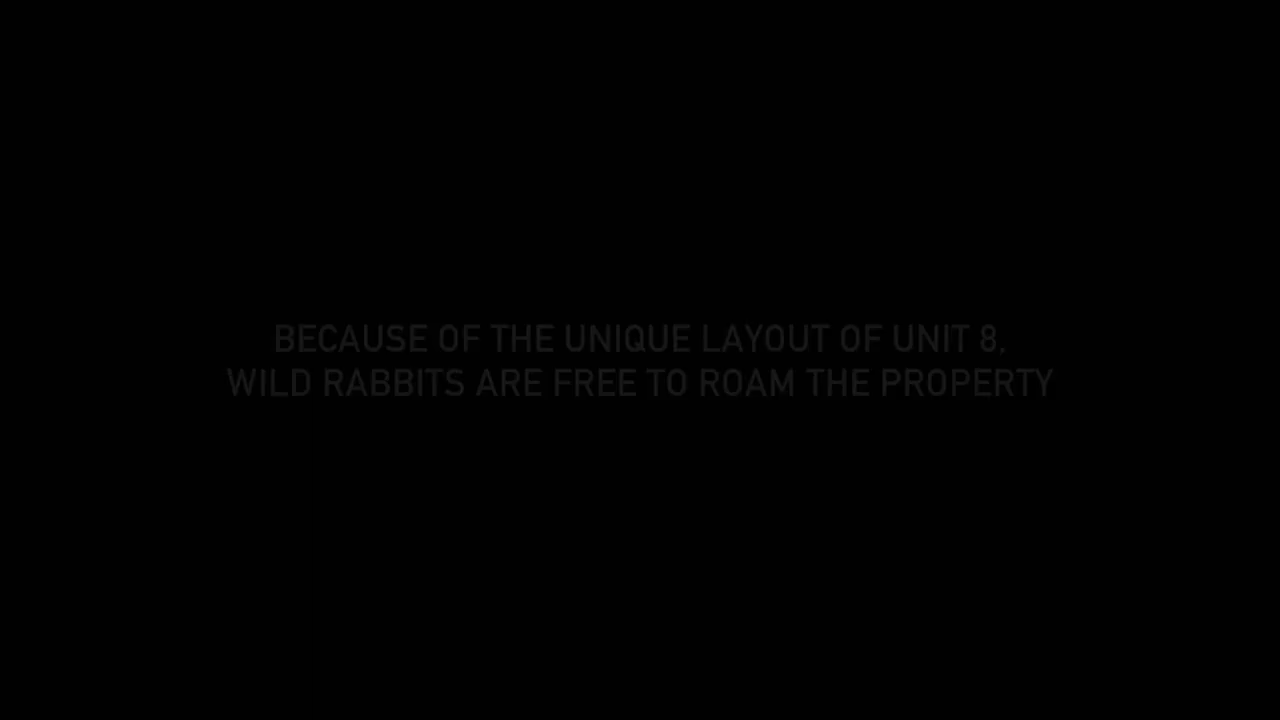 BECAUSE OF THE UNIQUE LAYOUT OF UNIT 8,
WILD RABBITS ARE FREE TO ROAM THE PROPERTY